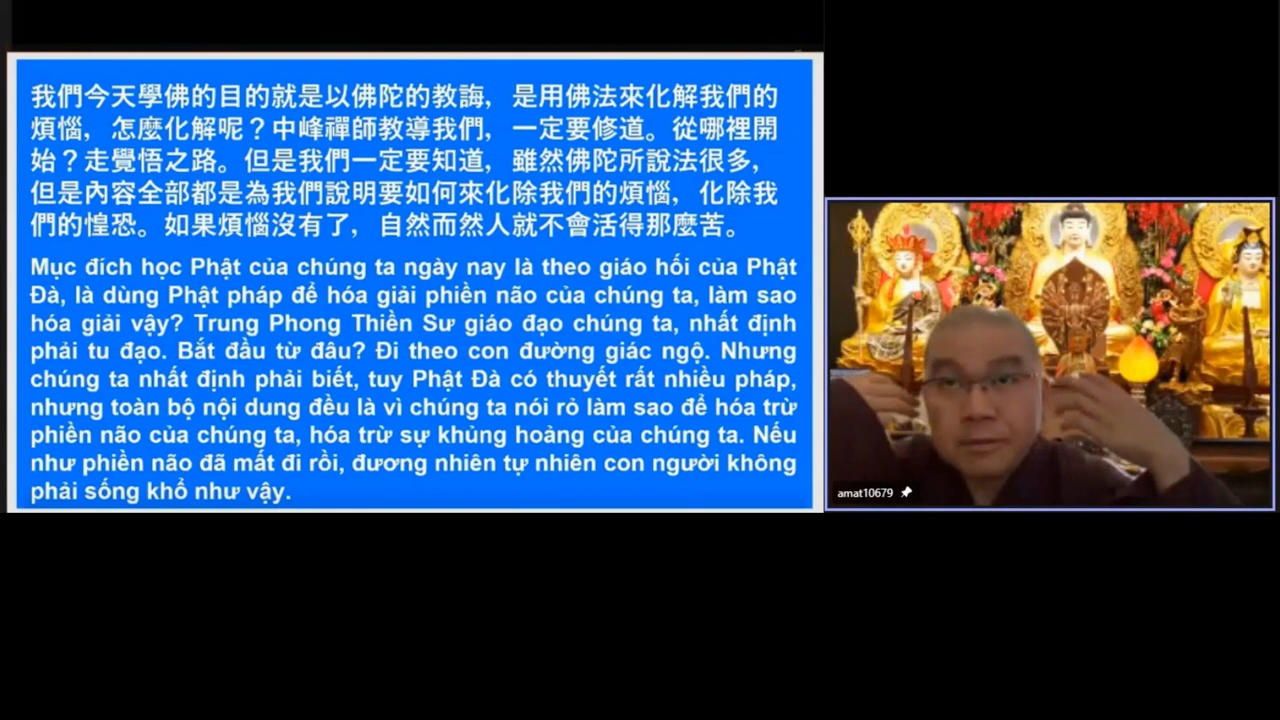 我們今天學佛的目的就是以佛陀的教誨，是用佛法來化解我們的
煩惱，怎麼化解呢？中峰禪師教導我們，一定要修道。從哪裡開
始？走覺悟之路。但是我們一定要知道，雖然佛陀所說法很多，
但是內容全部都是為我們說明要如何來化除我們的煩惱，化除我
們的惶恐。如果煩惱沒有了，自然而然人就不會活得那麼苦。
Mục đích học Phật của chúng ta ngày nay là theo giáo hối của Phật
Đà, là dùng Phật pháp để hóa giải phiền não của chúng ta, làm sao
hóa giải vậy? Trung Phong Thiền Sư giáo đạo chúng ta, nhất định
phải tu đạo. Bắt đầu từ đâu? Đi theo con đường giác ngộ. Nhưng
chúng ta nhất định phải biết, tuy Phật Đà có thuyết rất nhiều pháp,
nhưng toàn bộ nội dung đều là vì chúng ta nói rỏ làm sao để hóa trừ
phiền não của chúng ta, hóa trừ sự khủng hoảng của chúng ta. Nếu
như phiền não đã mất đi rồi, đương nhiên tự nhiên con người không
phải sống khổ như vậy.
amat10679